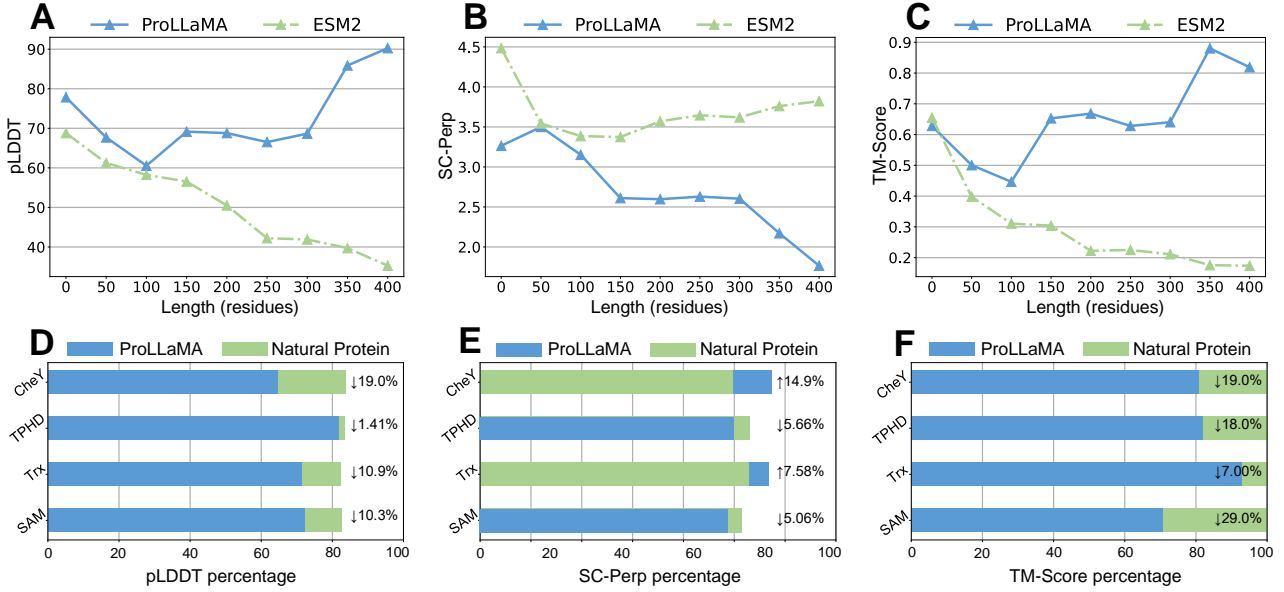 A
ProLLaMA ESM2
90
80
70
60
50
40
pLDDT
0 50 100 150 200 250 300 350 400
Length (residues)
B
ProLLaMA ESM2
4.5
4.0
3.5
3.0
2.5
2.0
SC-Perp
0 50 100 150 200 250 300 350 400
Length (residues)
C
ProLLaMA ESM2
0.9
0.8
0.7
0.6
0.5
0.4
0.3
0.2
TM-Score
0 50 100 150 200 250 300 350 400
Length (residues)
D
ProLLaMA Natural Protein
CheY ↓19.0%
TPHD ↓1.41%
Trx ↓10.9%
SAM ↓10.3%
0 20 40 60 80 100
pLDDT percentage
E
ProLLaMA Natural Protein
CheY ↑14.9%
TPHD ↓5.66%
Trx ↑7.58%
SAM ↓5.06%
0 20 40 60 80 100
SC-Perp percentage
F
ProLLaMA Natural Protein
CheY ↓19.0%
TPHD ↓18.0%
Trx ↓7.00%
SAM ↓29.0%
0 20 40 60 80 100
TM-Score percentage